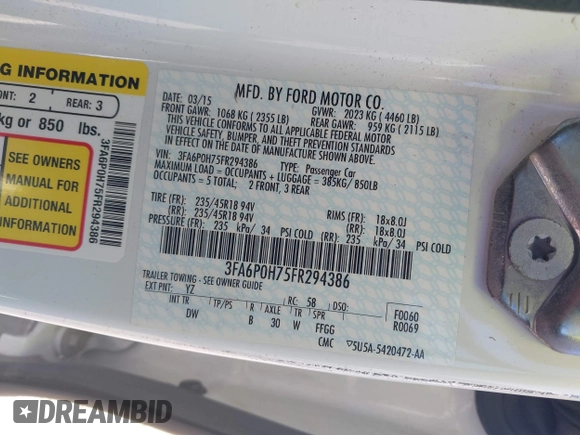 NG INFORMATION
ONT: 2 REAR: 3
kg or 850 lbs.
SEE OWNERS
MANUAL FOR
ADDITIONAL
INFORMATION
3FA6P0H75FR294386
MFD. BY FORD MOTOR CO.
03/15 GVWR: 2023 KG ( 4460 LB)
FRONT GAWR: 1068 KG ( 2355 LB) REAR GAWR: 959 KG ( 2115 LB)
THIS VEHICLE CONFORMS TO ALL APPLICABLE FEDERAL MOTOR
VEHICLE SAFETY, BUMPER, AND THEFT PREVENTION STANDARDS
IN EFFECT ON THE DATE OF MANUFACTURE SHOWN ABOVE.
VIN: 3FA6P0H75FR294386 TYPE: Passenger Car
MAXIMUM LOAD = OCCUPANTS + LUGGAGE = 385KG/ 850LB
OCCUPANTS = 5 TOTAL; 2 FRONT, 3 REAR
TIRE (FR): 235/45R18 94V RIMS (FR): 18x8.0J
(RR): 235/45R18 94V (RR): 18x8.0J
PRESSURE (FR): 235 kPa/ 34 PSI COLD (RR): 235 kPa/ 34 PSI COLD
3FA6P0H75FR294386
TRAILER TOWING - SEE OWNER GUIDE
EXT PNT: YZ RC: 58 DSO: F0060
INT TR TP/PS R AXLE TR SPR R0069
DW B 30 W FFGG
CMC ▽5U5A-5420472-AA
DREAMBID